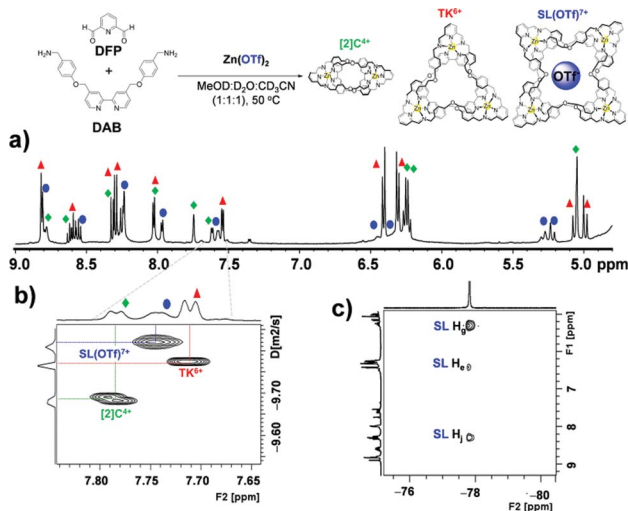 TK⁶⁺
SL(OTf)⁷⁺
DFP
+
DAB
Zn(OTf)₂
MeOD:D₂O:CD₃CN
(1:1:1), 50 ºC
[2]C⁴⁺
OTf⁻
a)
9.0 8.5 8.0 7.5 7.0 6.5 6.0 5.5 5.0 ppm
b)
SL(OTf)⁷⁺
TK⁶⁺
[2]C⁴⁺
D[m2/s]
−9.70
−9.60
7.80 7.75 7.70 7.65
F2 [ppm]
c)
SL Hg
SL He
SL Hj
F1 [ppm]
7
8
9
−76 −78 −80
F2 [ppm]